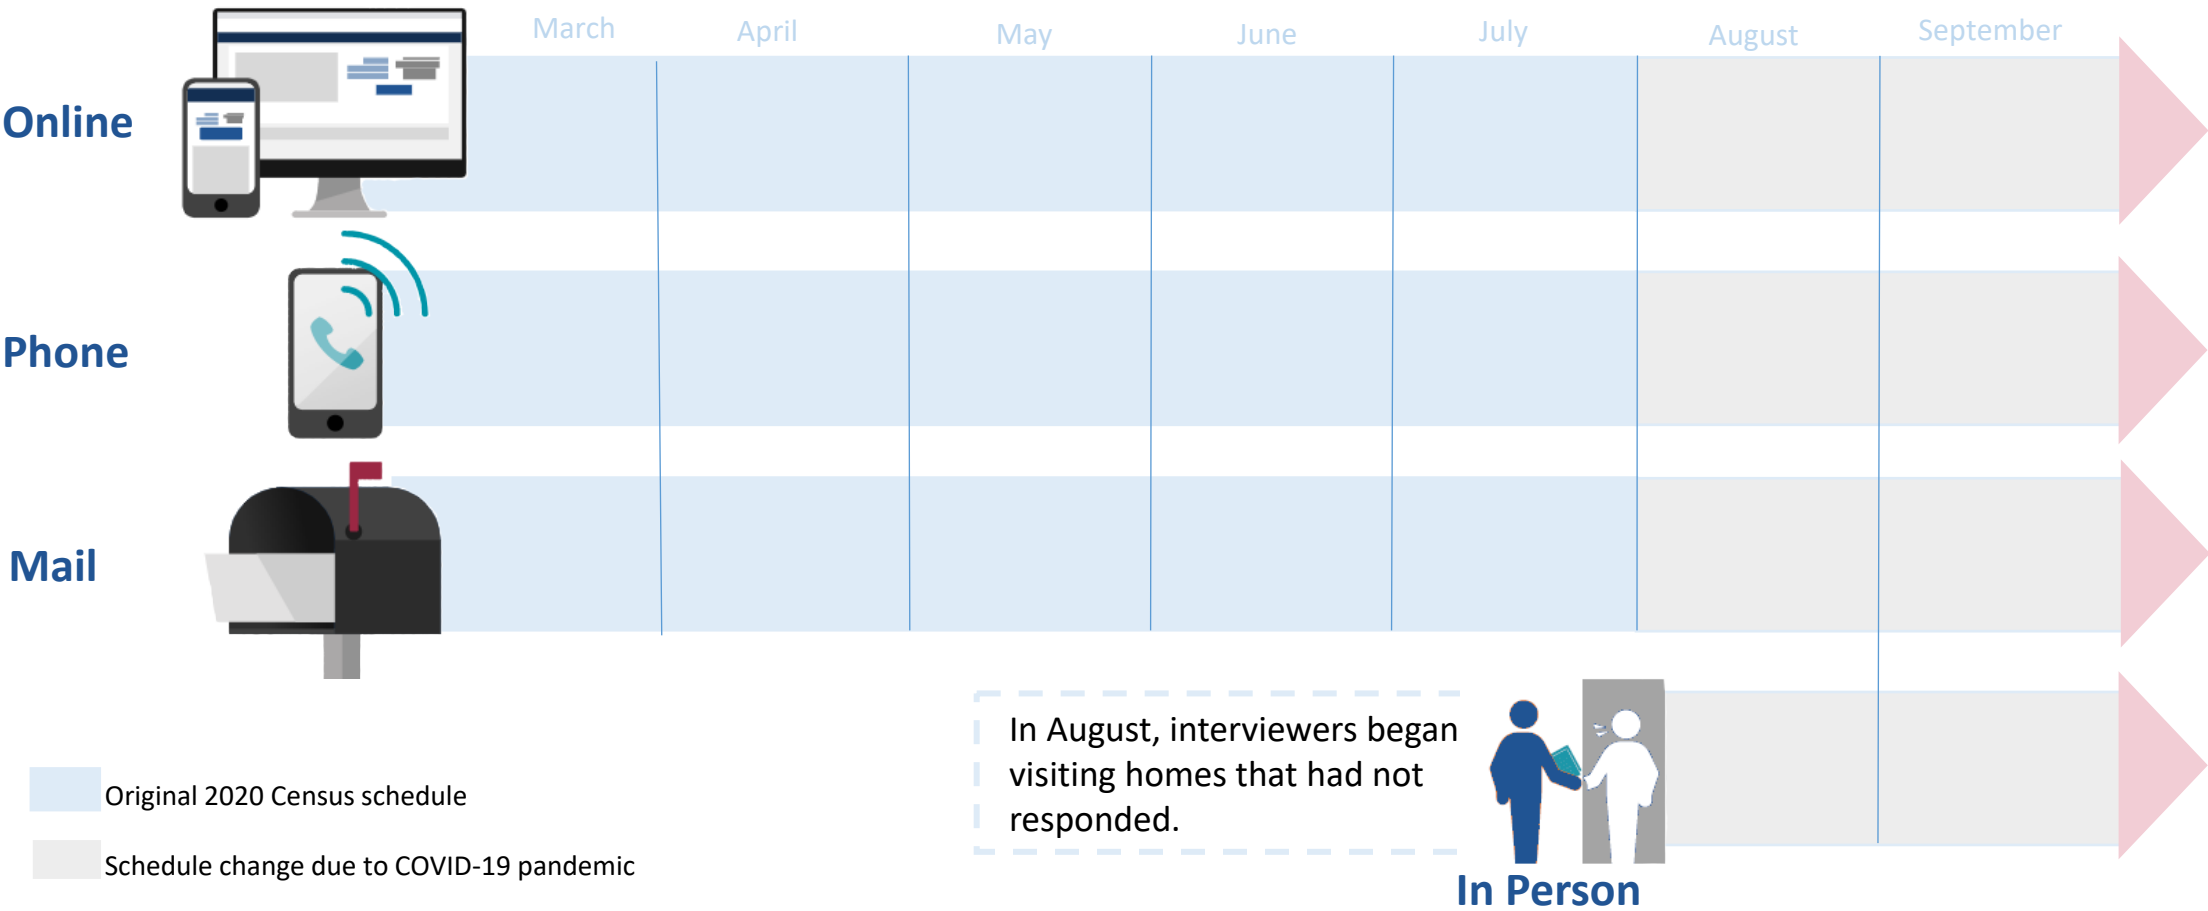 March April May June July August September
Online
Phone
Mail
In August, interviewers began
visiting homes that had not
responded.
Original 2020 Census schedule
Schedule change due to COVID-19 pandemic
In Person